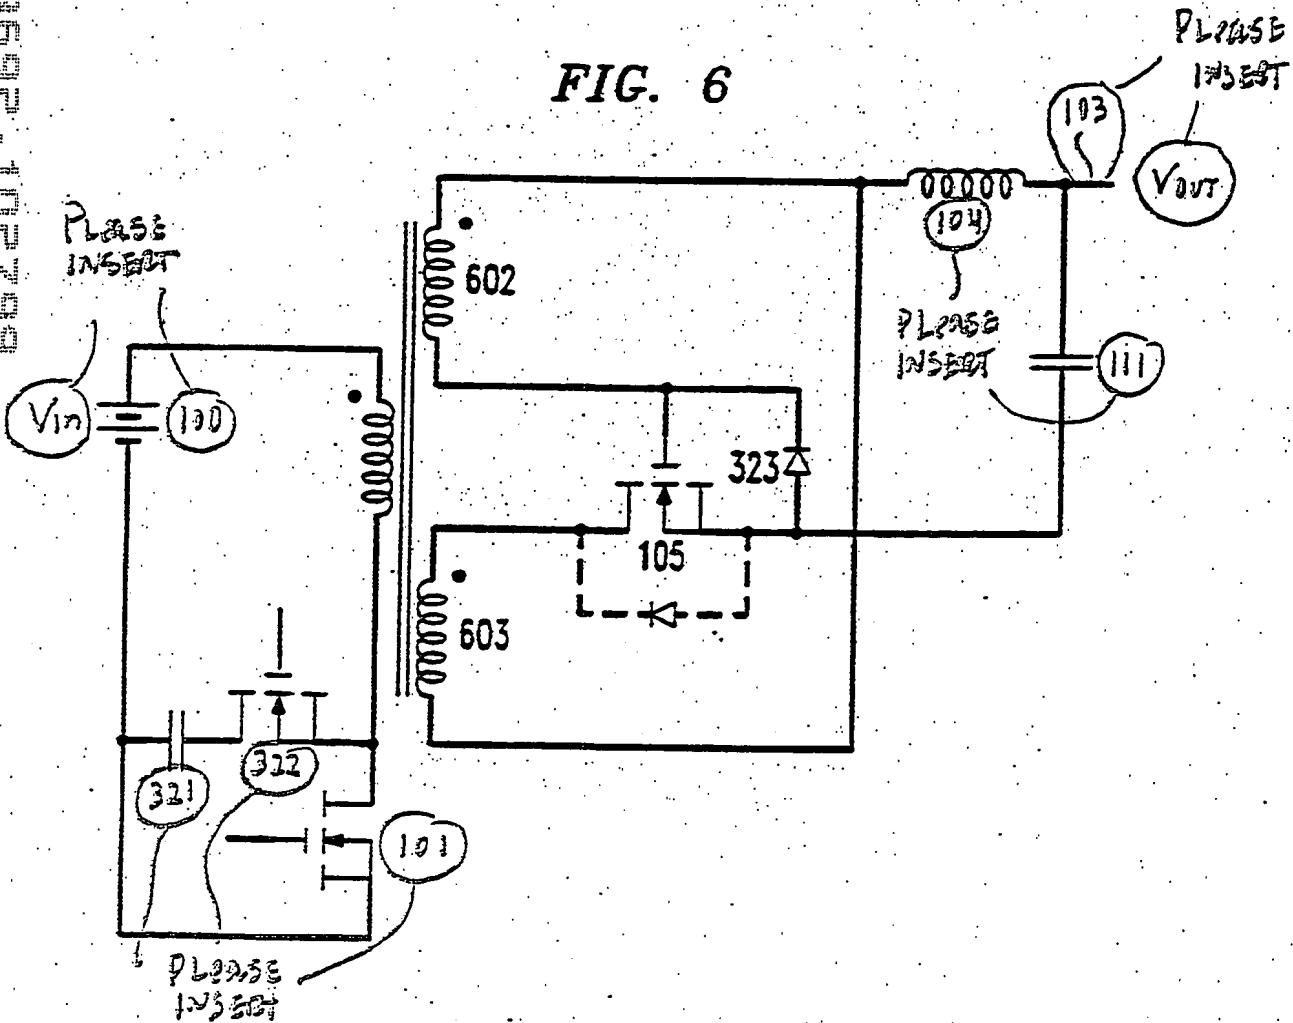 FIG. 6
PLEASE
INSERT
103
VOUT
104
PLEASE
INSERT
602
PLEASE
INSERT
111
Vin
100
323
105
603
322
321
101
PLEASE
INSERT